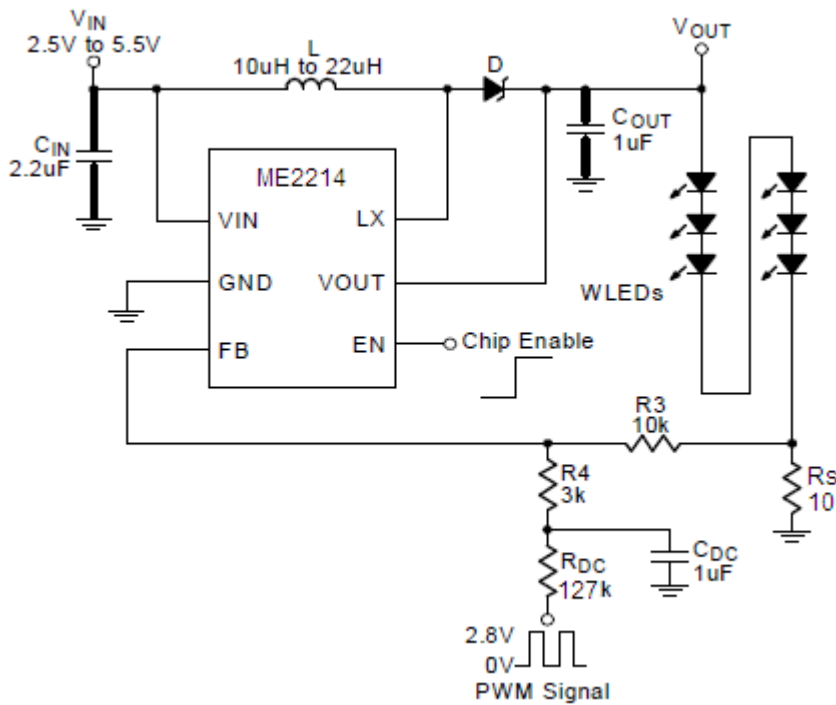 VIN
2.5V to 5.5V
L
10uH to 22uH
D
VOUT
CIN
2.2uF
COUT
1uF
ME2214
VIN
LX
GND
VOUT
FB
EN
Chip Enable
WLEDs
R3
10k
R4
3k
Rs
10
RDC
127k
CDC
1uF
2.8V
0V
PWM Signal